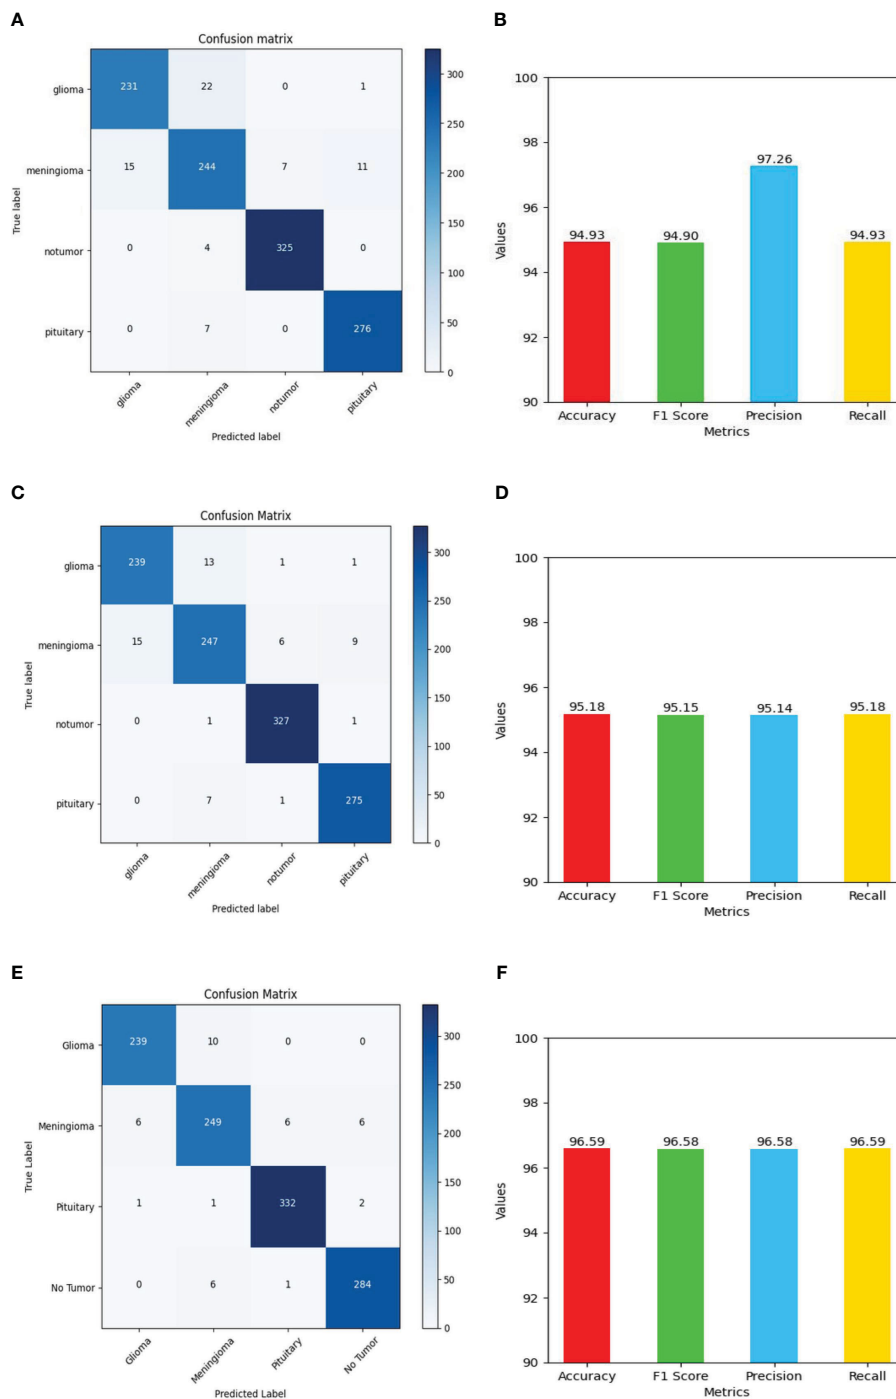 A
Confusion matrix
glioma 231 22 0 1
meningioma 15 244 7 11
notumor 0 4 325 0
pituitary 0 7 0 276
True label
glioma meningioma notumor pituitary
Predicted label
300
250
200
150
100
50
0
B
100
98
96
94
92
90
Values
94.93 94.90 97.26 94.93
Accuracy F1 Score Precision Recall
Metrics
C
Confusion Matrix
glioma 239 13 1 1
meningioma 15 247 6 9
notumor 0 1 327 1
pituitary 0 7 1 275
True label
glioma meningioma notumor pituitary
Predicted label
300
250
200
150
100
50
0
D
100
98
96
94
92
90
Values
95.18 95.15 95.14 95.18
Accuracy F1 Score Precision Recall
Metrics
E
Confusion Matrix
Glioma 239 10 0 0
Meningioma 6 249 6 6
Pituitary 1 1 332 2
No Tumor 0 6 1 284
True Label
Glioma Meningioma Pituitary No Tumor
Predicted Label
300
250
200
150
100
50
0
F
100
98
96
94
92
90
Values
96.59 96.58 96.58 96.59
Accuracy F1 Score Precision Recall
Metrics